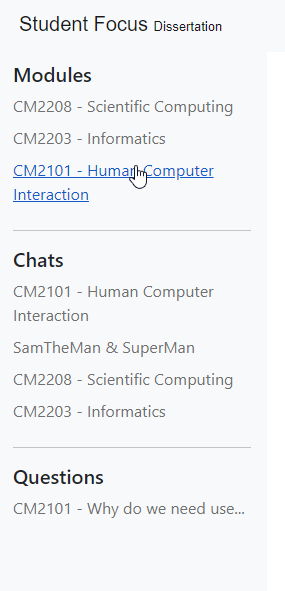 Student Focus Dissertation
Modules
CM2208 - Scientific Computing
CM2203 - Informatics
CM2101 - Human Computer
Interaction
Chats
CM2101 - Human Computer
Interaction
SamTheMan & SuperMan
CM2208 - Scientific Computing
CM2203 - Informatics
Questions
CM2101 - Why do we need use...